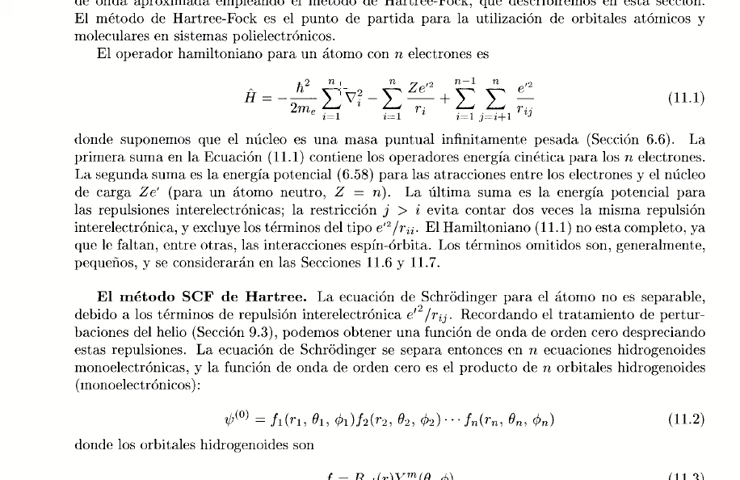 de onda aproximada empleando el método de Hartree-Fock, que describiremos en esta sección.
El método de Hartree-Fock es el punto de partida para la utilización de orbitales atómicos y
moleculares en sistemas polielectrónicos.
El operador hamiltoniano para un átomo con n electrones es
Ĥ = −ℏ²/2mₑ ∑ᵢ₌₁ⁿ ∇ᵢ² − ∑ᵢ₌₁ⁿ Ze′²/rᵢ + ∑ᵢ₌₁ⁿ⁻¹ ∑ⱼ₌ᵢ₊₁ⁿ e′²/rᵢⱼ (11.1)
donde suponemos que el núcleo es una masa puntual infinitamente pesada (Sección 6.6). La
primera suma en la Ecuación (11.1) contiene los operadores energía cinética para los n electrones.
La segunda suma es la energía potencial (6.58) para las atracciones entre los electrones y el núcleo
de carga Ze′ (para un átomo neutro, Z = n). La última suma es la energía potencial para
las repulsiones interelectrónicas; la restricción j > i evita contar dos veces la misma repulsión
interelectrónica, y excluye los términos del tipo e′²/rᵢᵢ. El Hamiltoniano (11.1) no esta completo, ya
que le faltan, entre otras, las interacciones espín-órbita. Los términos omitidos son, generalmente,
pequeños, y se considerarán en las Secciones 11.6 y 11.7.
El método SCF de Hartree. La ecuación de Schrödinger para el átomo no es separable,
debido a los términos de repulsión interelectrónica e′²/rᵢⱼ. Recordando el tratamiento de pertur-
baciones del helio (Sección 9.3), podemos obtener una función de onda de orden cero despreciando
estas repulsiones. La ecuación de Schrödinger se separa entonces en n ecuaciones hidrogenoides
monoelectrónicas, y la función de onda de orden cero es el producto de n orbitales hidrogenoides
(monoelectrónicos):
ψ⁽⁰⁾ = f₁(r₁, θ₁, ϕ₁)f₂(r₂, θ₂, ϕ₂) ··· fₙ(rₙ, θₙ, ϕₙ) (11.2)
donde los orbitales hidrogenoides son
(11.3)